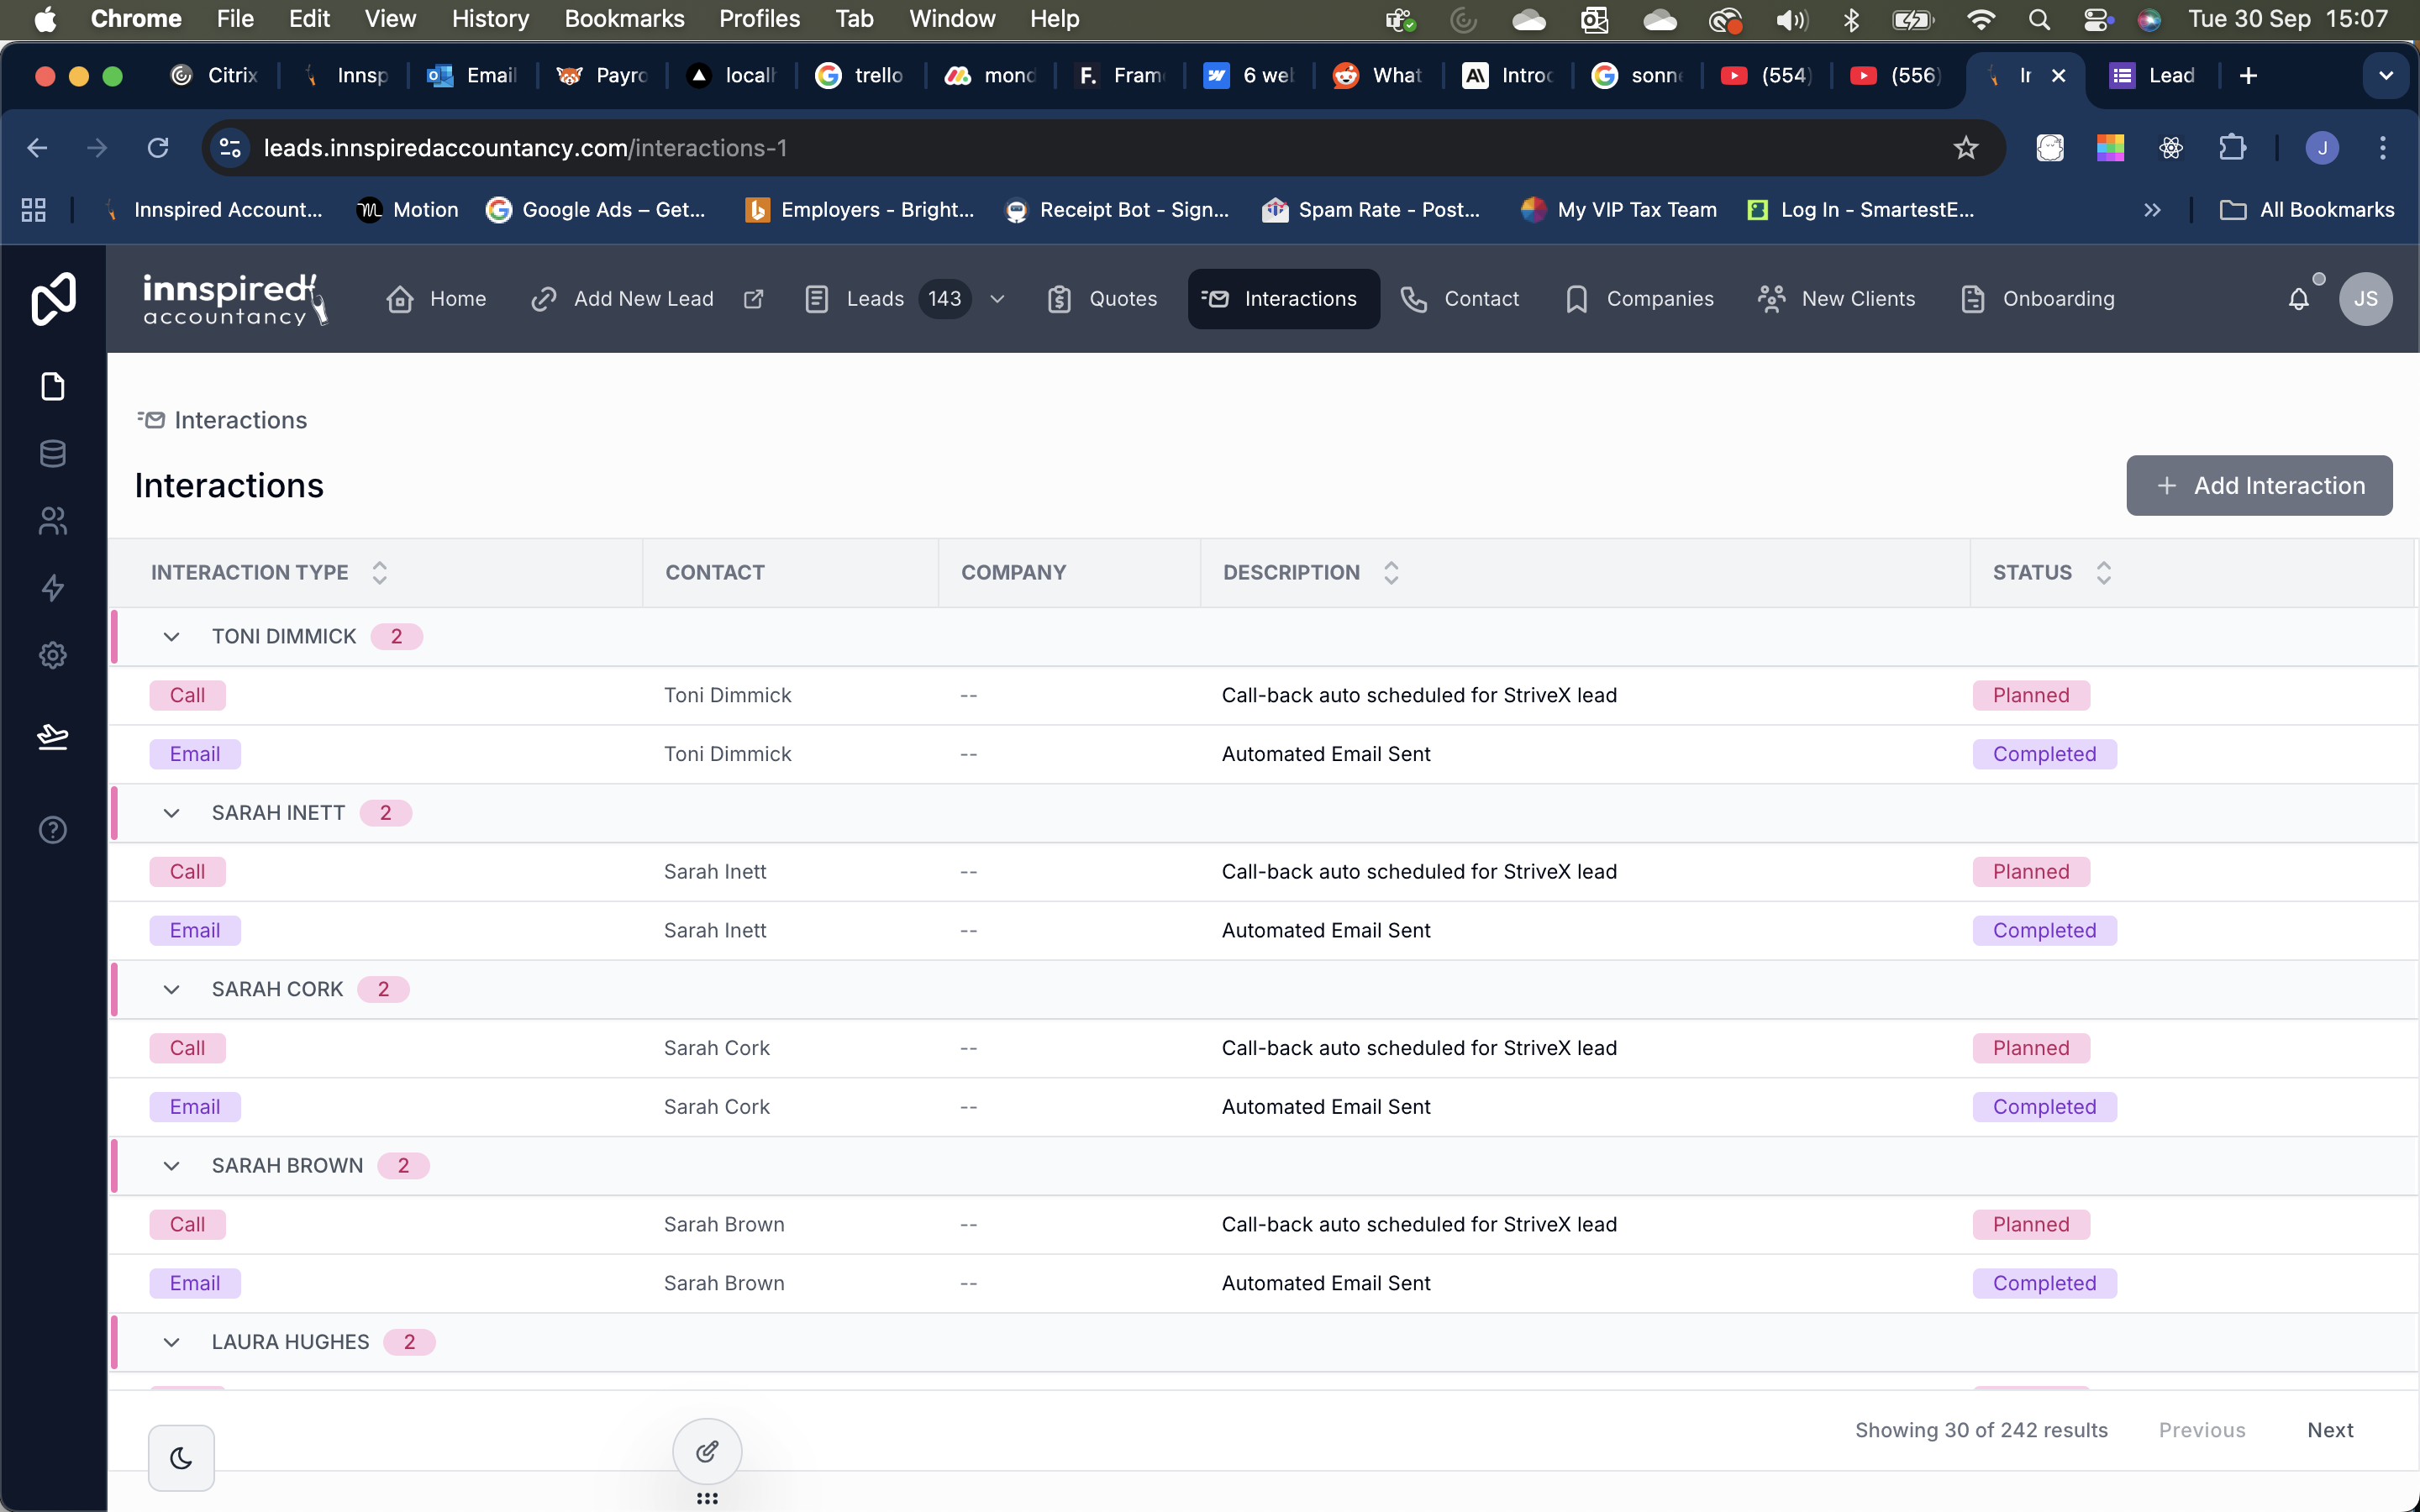 Chrome File Edit View History Bookmarks Profiles Tab Window Help Tue 30 Sep 15:07
Citrix Innsp Email Payro localh trello mond Fram 6 wel What Introc sonne (554) (556) Ir Lead
leads.innspiredaccountancy.com/interactions-1 J
Innspired Account... Motion Google Ads – Get... Employers - Bright... Receipt Bot - Sign... Spam Rate - Post... My VIP Tax Team Log In - SmartestE... All Bookmarks
innspired accountancy Home Add New Lead Leads 143 Quotes Interactions Contact Companies New Clients Onboarding JS
Interactions
Interactions + Add Interaction
INTERACTION TYPE CONTACT COMPANY DESCRIPTION STATUS
TONI DIMMICK 2
Call Toni Dimmick -- Call-back auto scheduled for StriveX lead Planned
Email Toni Dimmick -- Automated Email Sent Completed
SARAH INETT 2
Call Sarah Inett -- Call-back auto scheduled for StriveX lead Planned
Email Sarah Inett -- Automated Email Sent Completed
SARAH CORK 2
Call Sarah Cork -- Call-back auto scheduled for StriveX lead Planned
Email Sarah Cork -- Automated Email Sent Completed
SARAH BROWN 2
Call Sarah Brown -- Call-back auto scheduled for StriveX lead Planned
Email Sarah Brown -- Automated Email Sent Completed
LAURA HUGHES 2
Showing 30 of 242 results Previous Next